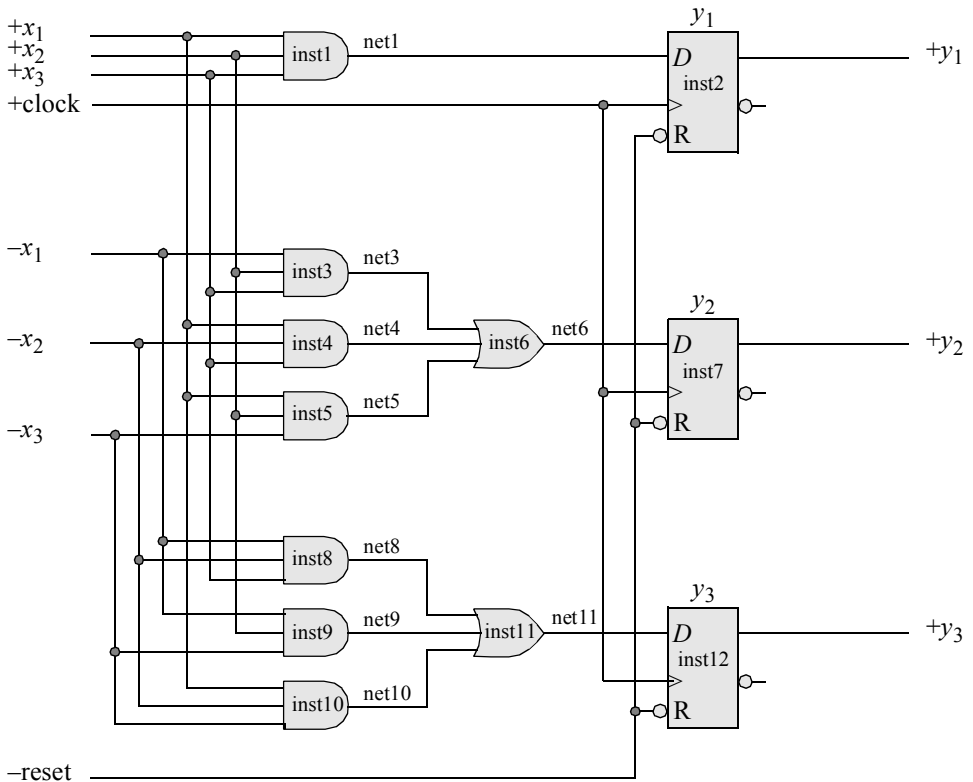 +x1
+x2
+x3
+clock
inst1
net1
y1
D
inst2
R
+y1
–x1
–x2
–x3
inst3
net3
inst4
net4
inst5
net5
inst6
net6
y2
D
inst7
R
+y2
inst8
net8
inst9
net9
inst10
net10
inst11
net11
y3
D
inst12
R
+y3
–reset